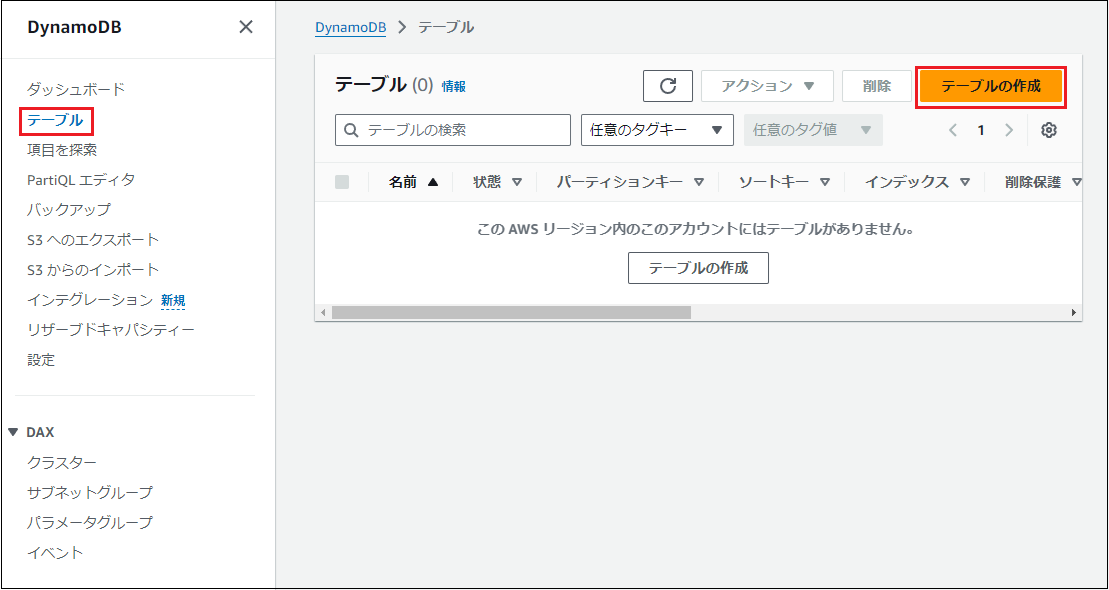 DynamoDB
ダッシュボード
テーブル
項目を探索
PartiQL エディタ
バックアップ
S3 へのエクスポート
S3 からのインポート
インテグレーション 新規
リザーブドキャパシティー
設定
DAX
クラスター
サブネットグループ
パラメータグループ
イベント
DynamoDB > テーブル
テーブル (0) 情報 アクション 削除 テーブルの作成
テーブルの検索 任意のタグキー 任意のタグ値 1
名前 状態 パーティションキー ソートキー インデックス 削除保護
この AWS リージョン内のこのアカウントにはテーブルがありません。
テーブルの作成